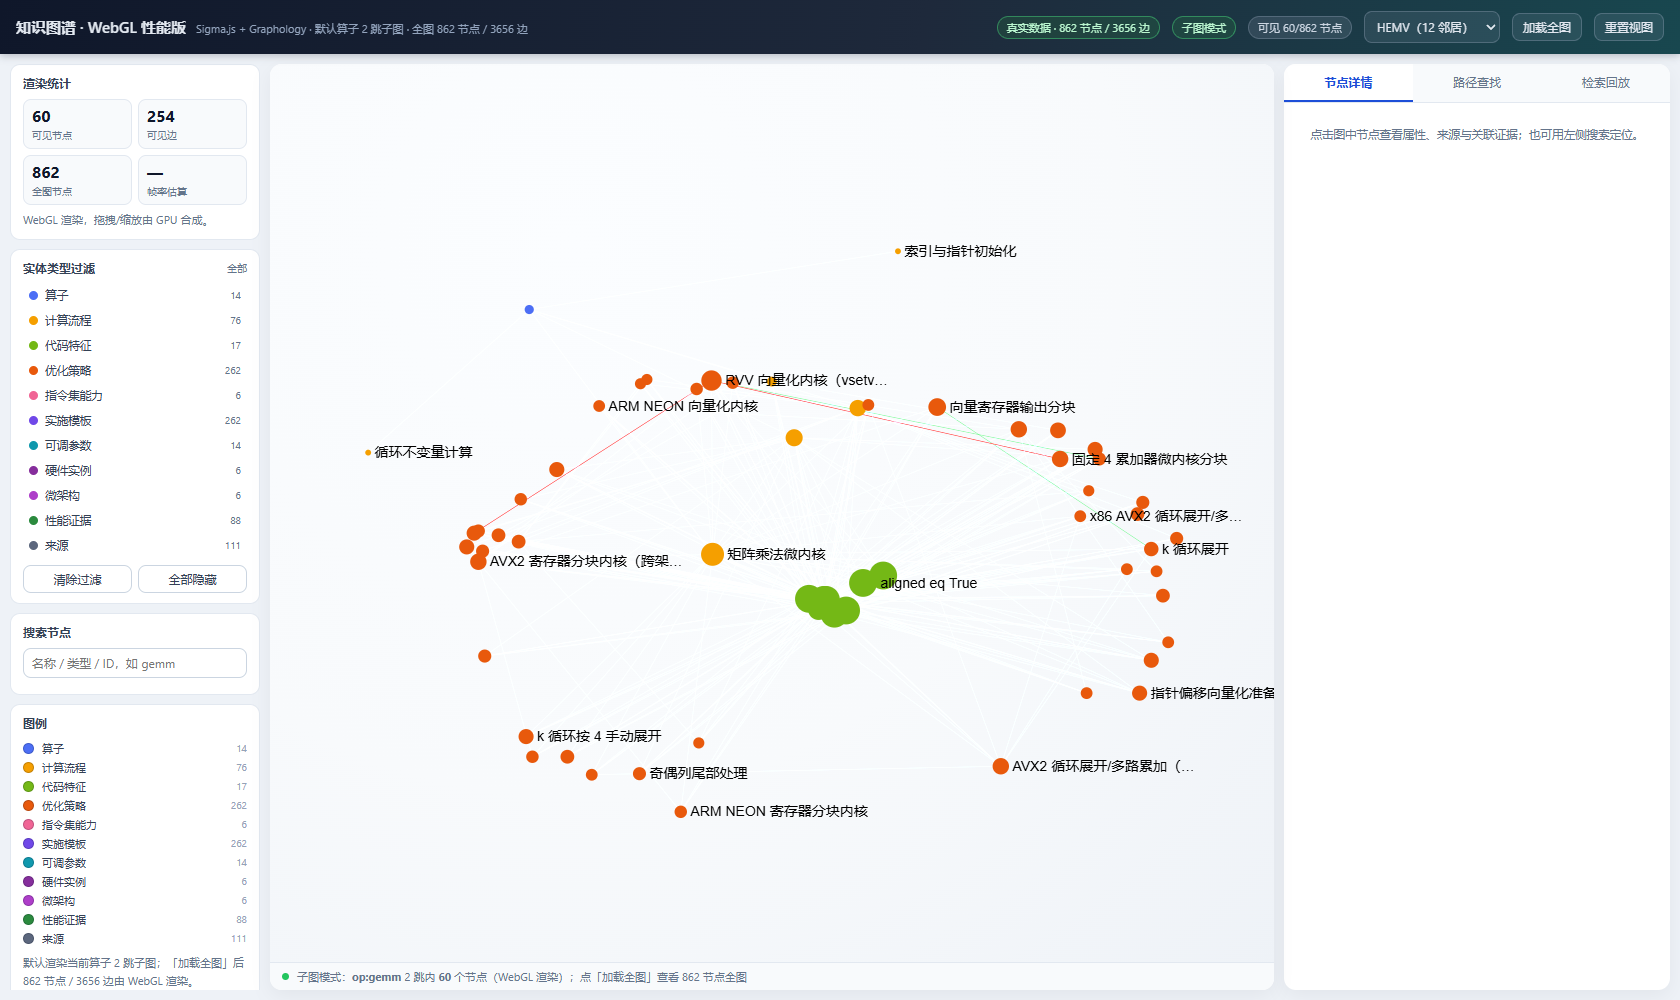 知识图谱 · WebGL 性能版
Sigma.js + Graphology · 默认算子 2 跳子图 · 全图 862 节点 / 3656 边
真实数据 · 862 节点 / 3656 边
子图模式
可见 60/862 节点
HEMV（12 邻居）
加载全图
重置视图
渲染统计
60
可见节点
254
可见边
862
全图节点
—
帧率估算
WebGL 渲染，拖拽/缩放由 GPU 合成。
实体类型过滤
全部
算子 14
计算流程 76
代码特征 17
优化策略 262
指令集能力 6
实施模板 262
可调参数 14
硬件实例 6
微架构 6
性能证据 88
来源 111
清除过滤
全部隐藏
搜索节点
名称 / 类型 / ID，如 gemm
图例
算子 14
计算流程 76
代码特征 17
优化策略 262
指令集能力 6
实施模板 262
可调参数 14
硬件实例 6
微架构 6
性能证据 88
来源 111
默认渲染当前算子 2 跳子图；「加载全图」后
862 节点 / 3656 边由 WebGL 渲染。
索引与指针初始化
RVV 向量化内核（vsetv…
ARM NEON 向量化内核
向量寄存器输出分块
循环不变量计算
固定 4 累加器微内核分块
x86 AVX2 循环展开/多…
k 循环展开
AVX2 寄存器分块内核（跨架…
矩阵乘法微内核
aligned eq True
指针偏移向量化准备
k 循环按 4 手动展开
奇偶列尾部处理
AVX2 循环展开/多路累加（…
ARM NEON 寄存器分块内核
子图模式：op:gemm 2 跳内 60 个节点（WebGL 渲染）；点「加载全图」查看 862 节点全图
节点详情
路径查找
检索回放
点击图中节点查看属性、来源与关联证据；也可用左侧搜索定位。